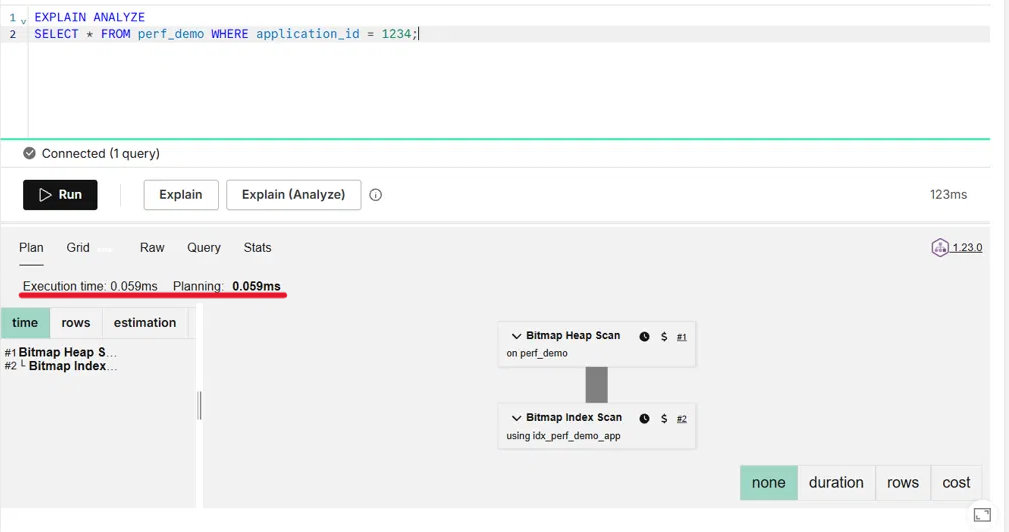 1 EXPLAIN ANALYZE
2 SELECT * FROM perf_demo WHERE application_id = 1234;
Connected (1 query)
Run Explain Explain (Analyze) 123ms
Plan Grid Raw Query Stats 1.23.0
Execution time: 0.059ms Planning: 0.059ms
time rows estimation
#1 Bitmap Heap S...
#2 └ Bitmap Index...
Bitmap Heap Scan $ #1
on perf_demo
Bitmap Index Scan $ #2
using idx_perf_demo_app
none duration rows cost